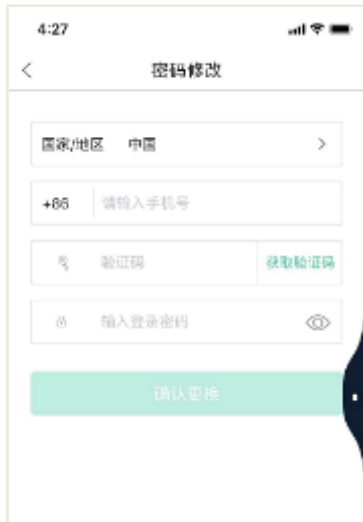 4:27
密码修改
国家/地区 中国
+86 请输入手机号
验证码 获取验证码
输入登录密码
确认更换